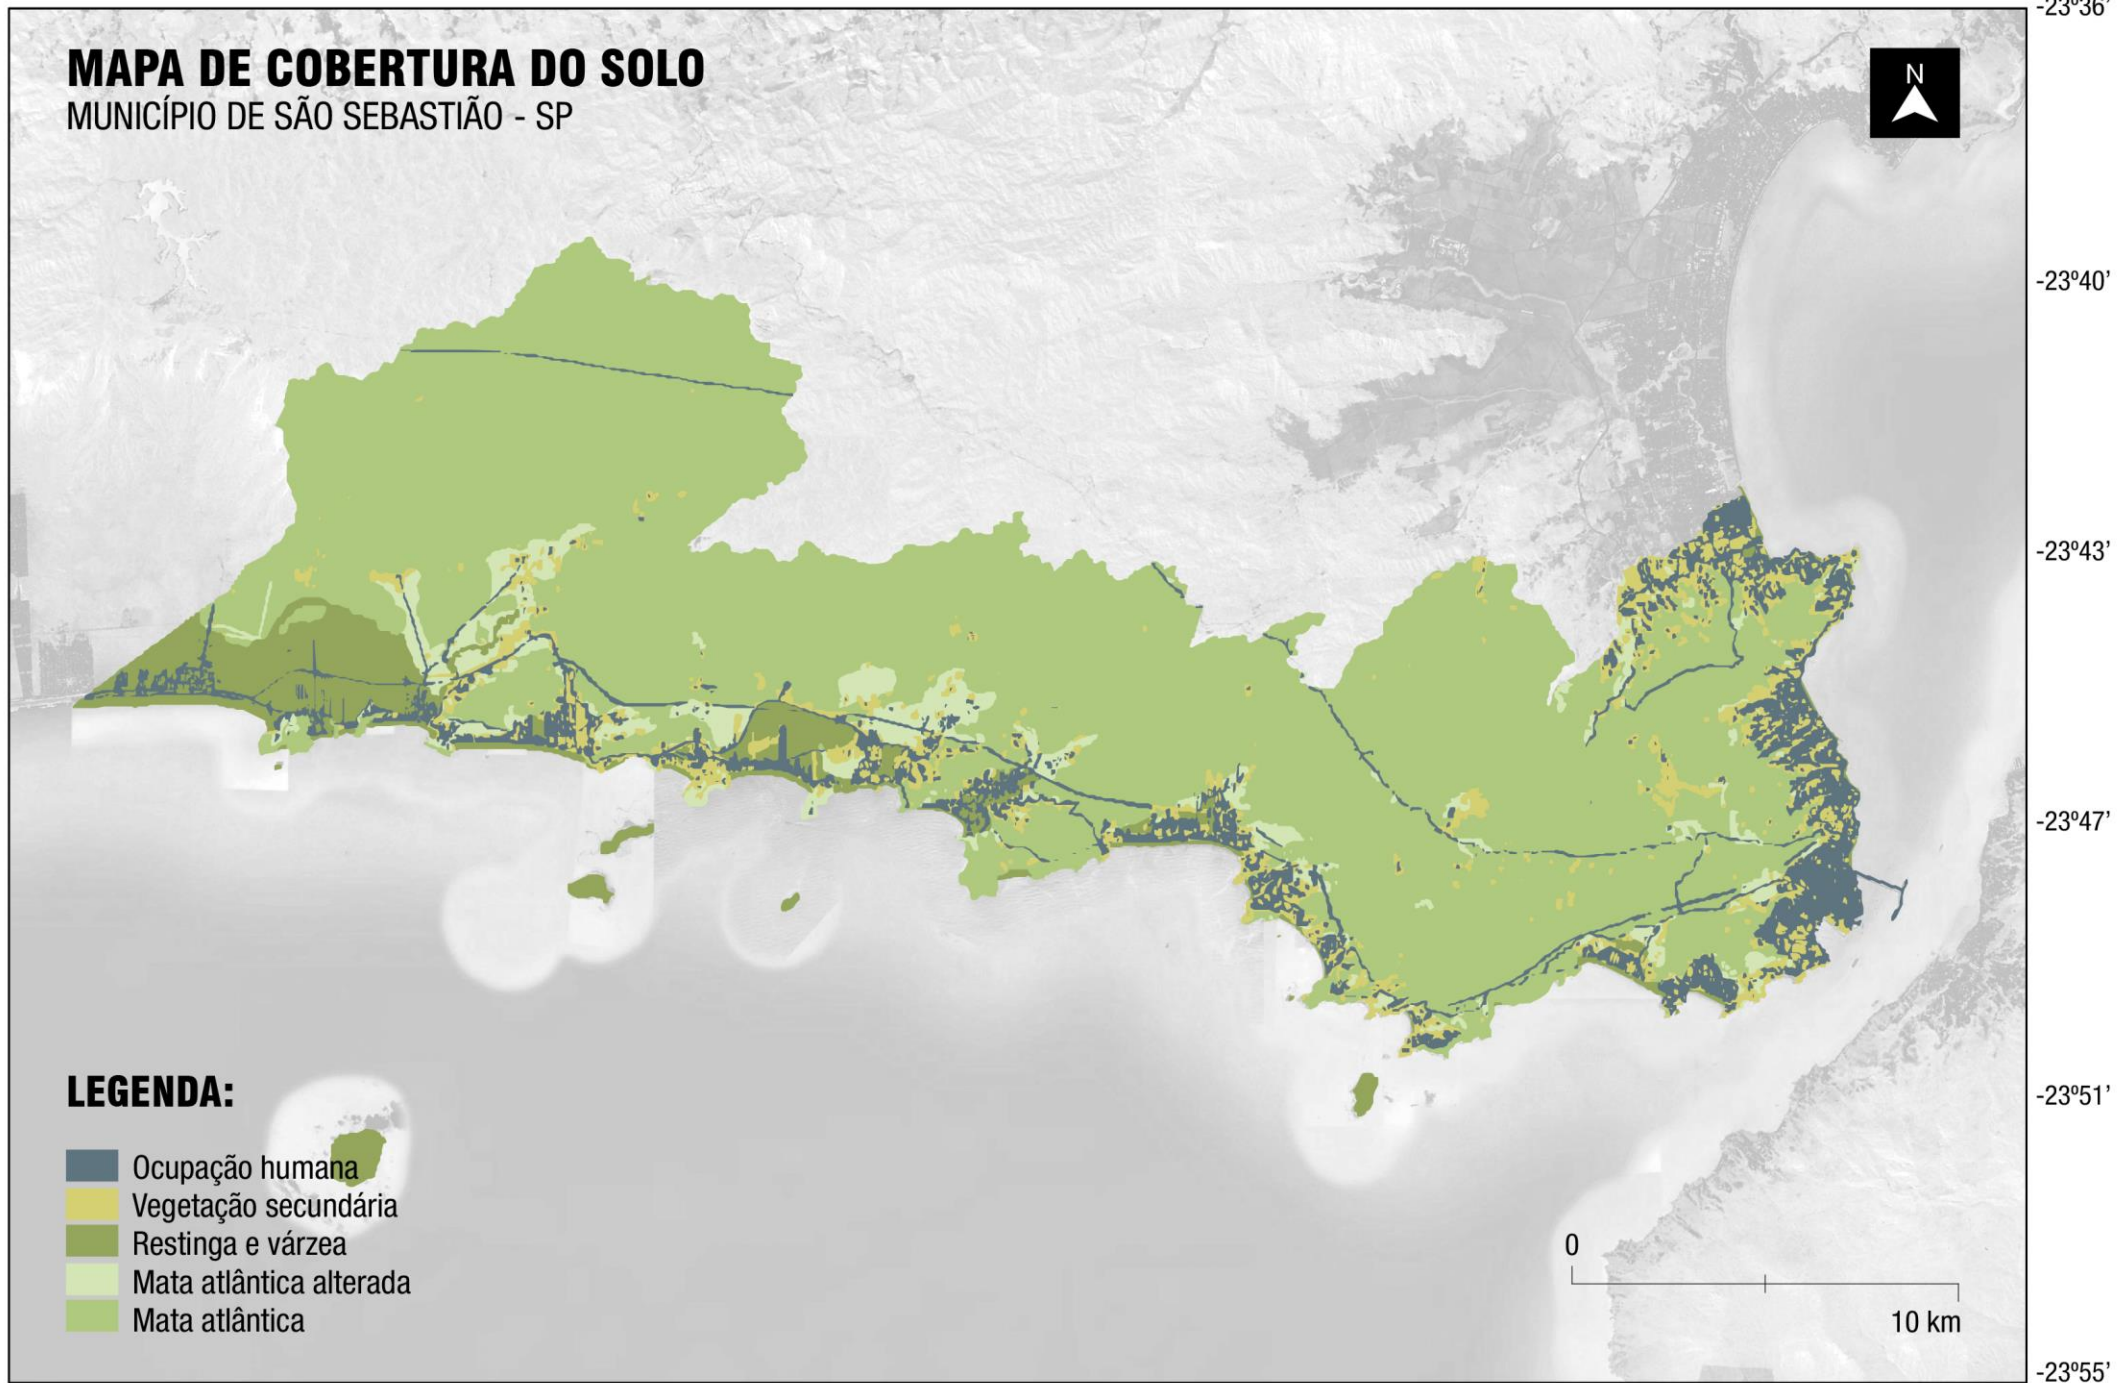 -23º36'
MAPA DE COBERTURA DO SOLO
MUNICÍPIO DE SÃO SEBASTIÃO - SP
N
-23º40'
-23º43'
-23º47'
-23º51'
LEGENDA:
Ocupação humana
Vegetação secundária
Restinga e várzea
Mata atlântica alterada
Mata atlântica
0
10 km
-23º55'